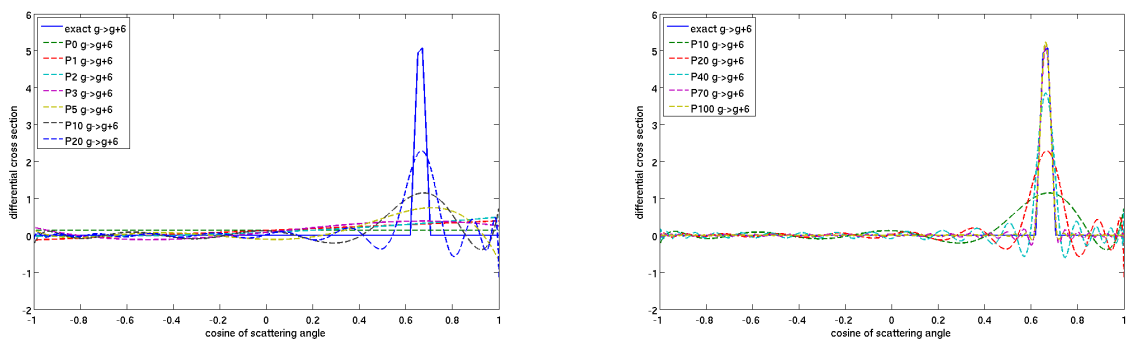 6
5
4
3
2
1
0
-1
-2
differential cross section
exact g->g+6
P0 g->g+6
P1 g->g+6
P2 g->g+6
P3 g->g+6
P5 g->g+6
P10 g->g+6
P20 g->g+6
-1 -0.8 -0.6 -0.4 -0.2 0 0.2 0.4 0.6 0.8 1
cosine of scattering angle
6
5
4
3
2
1
0
-1
-2
differential cross section
exact g->g+6
P10 g->g+6
P20 g->g+6
P40 g->g+6
P70 g->g+6
P100 g->g+6
-1 -0.8 -0.6 -0.4 -0.2 0 0.2 0.4 0.6 0.8 1
cosine of scattering angle